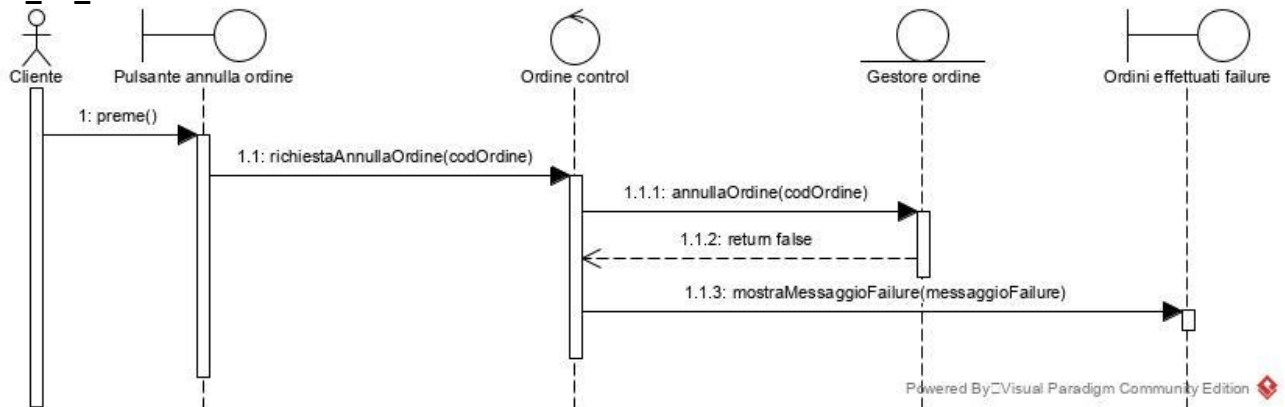 Cliente
Pulsante annulla ordine
Ordine control
Gestore ordine
Ordini effettuati failure
1: preme()
1.1: richiestaAnnullaOrdine(codOrdine)
1.1.1: annullaOrdine(codOrdine)
1.1.2: return false
1.1.3: mostraMessaggioFailure(messaggioFailure)
Powered By Visual Paradigm Community Edition